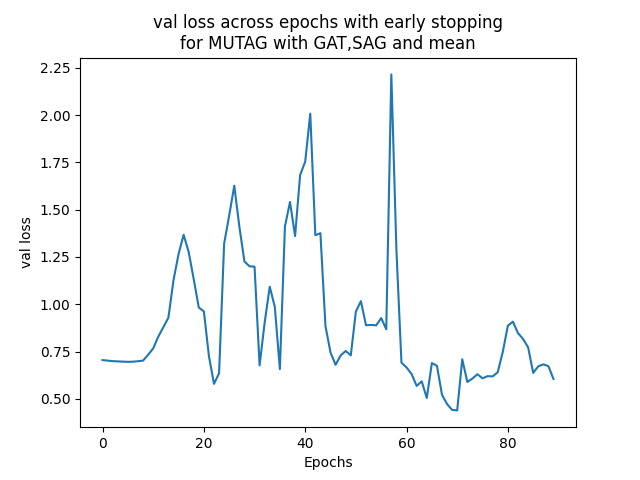 val loss across epochs with early stopping
for MUTAG with GAT,SAG and mean
2.25
2.00
1.75
1.50
1.25
1.00
0.75
0.50
val loss
0 20 40 60 80
Epochs